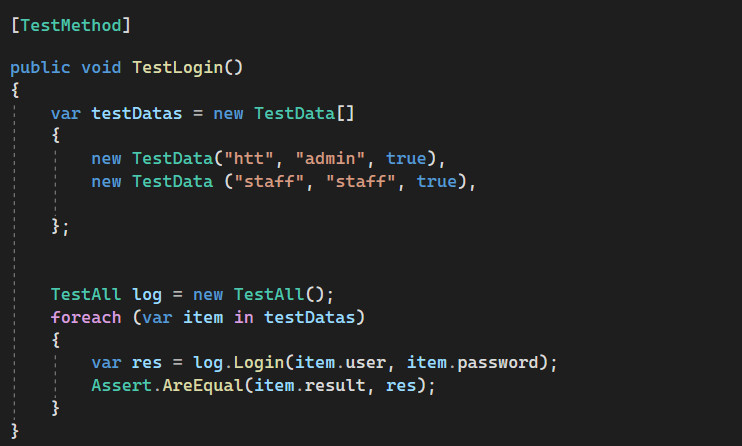 [TestMethod]
public void TestLogin()
{
var testDatas = new TestData[]
{
new TestData("htt", "admin", true),
new TestData ("staff", "staff", true),
};
TestAll log = new TestAll();
foreach (var item in testDatas)
{
var res = log.Login(item.user, item.password);
Assert.AreEqual(item.result, res);
}
}